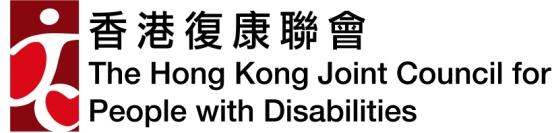 香港復康聯會
The Hong Kong Joint Council for
People with Disabilities